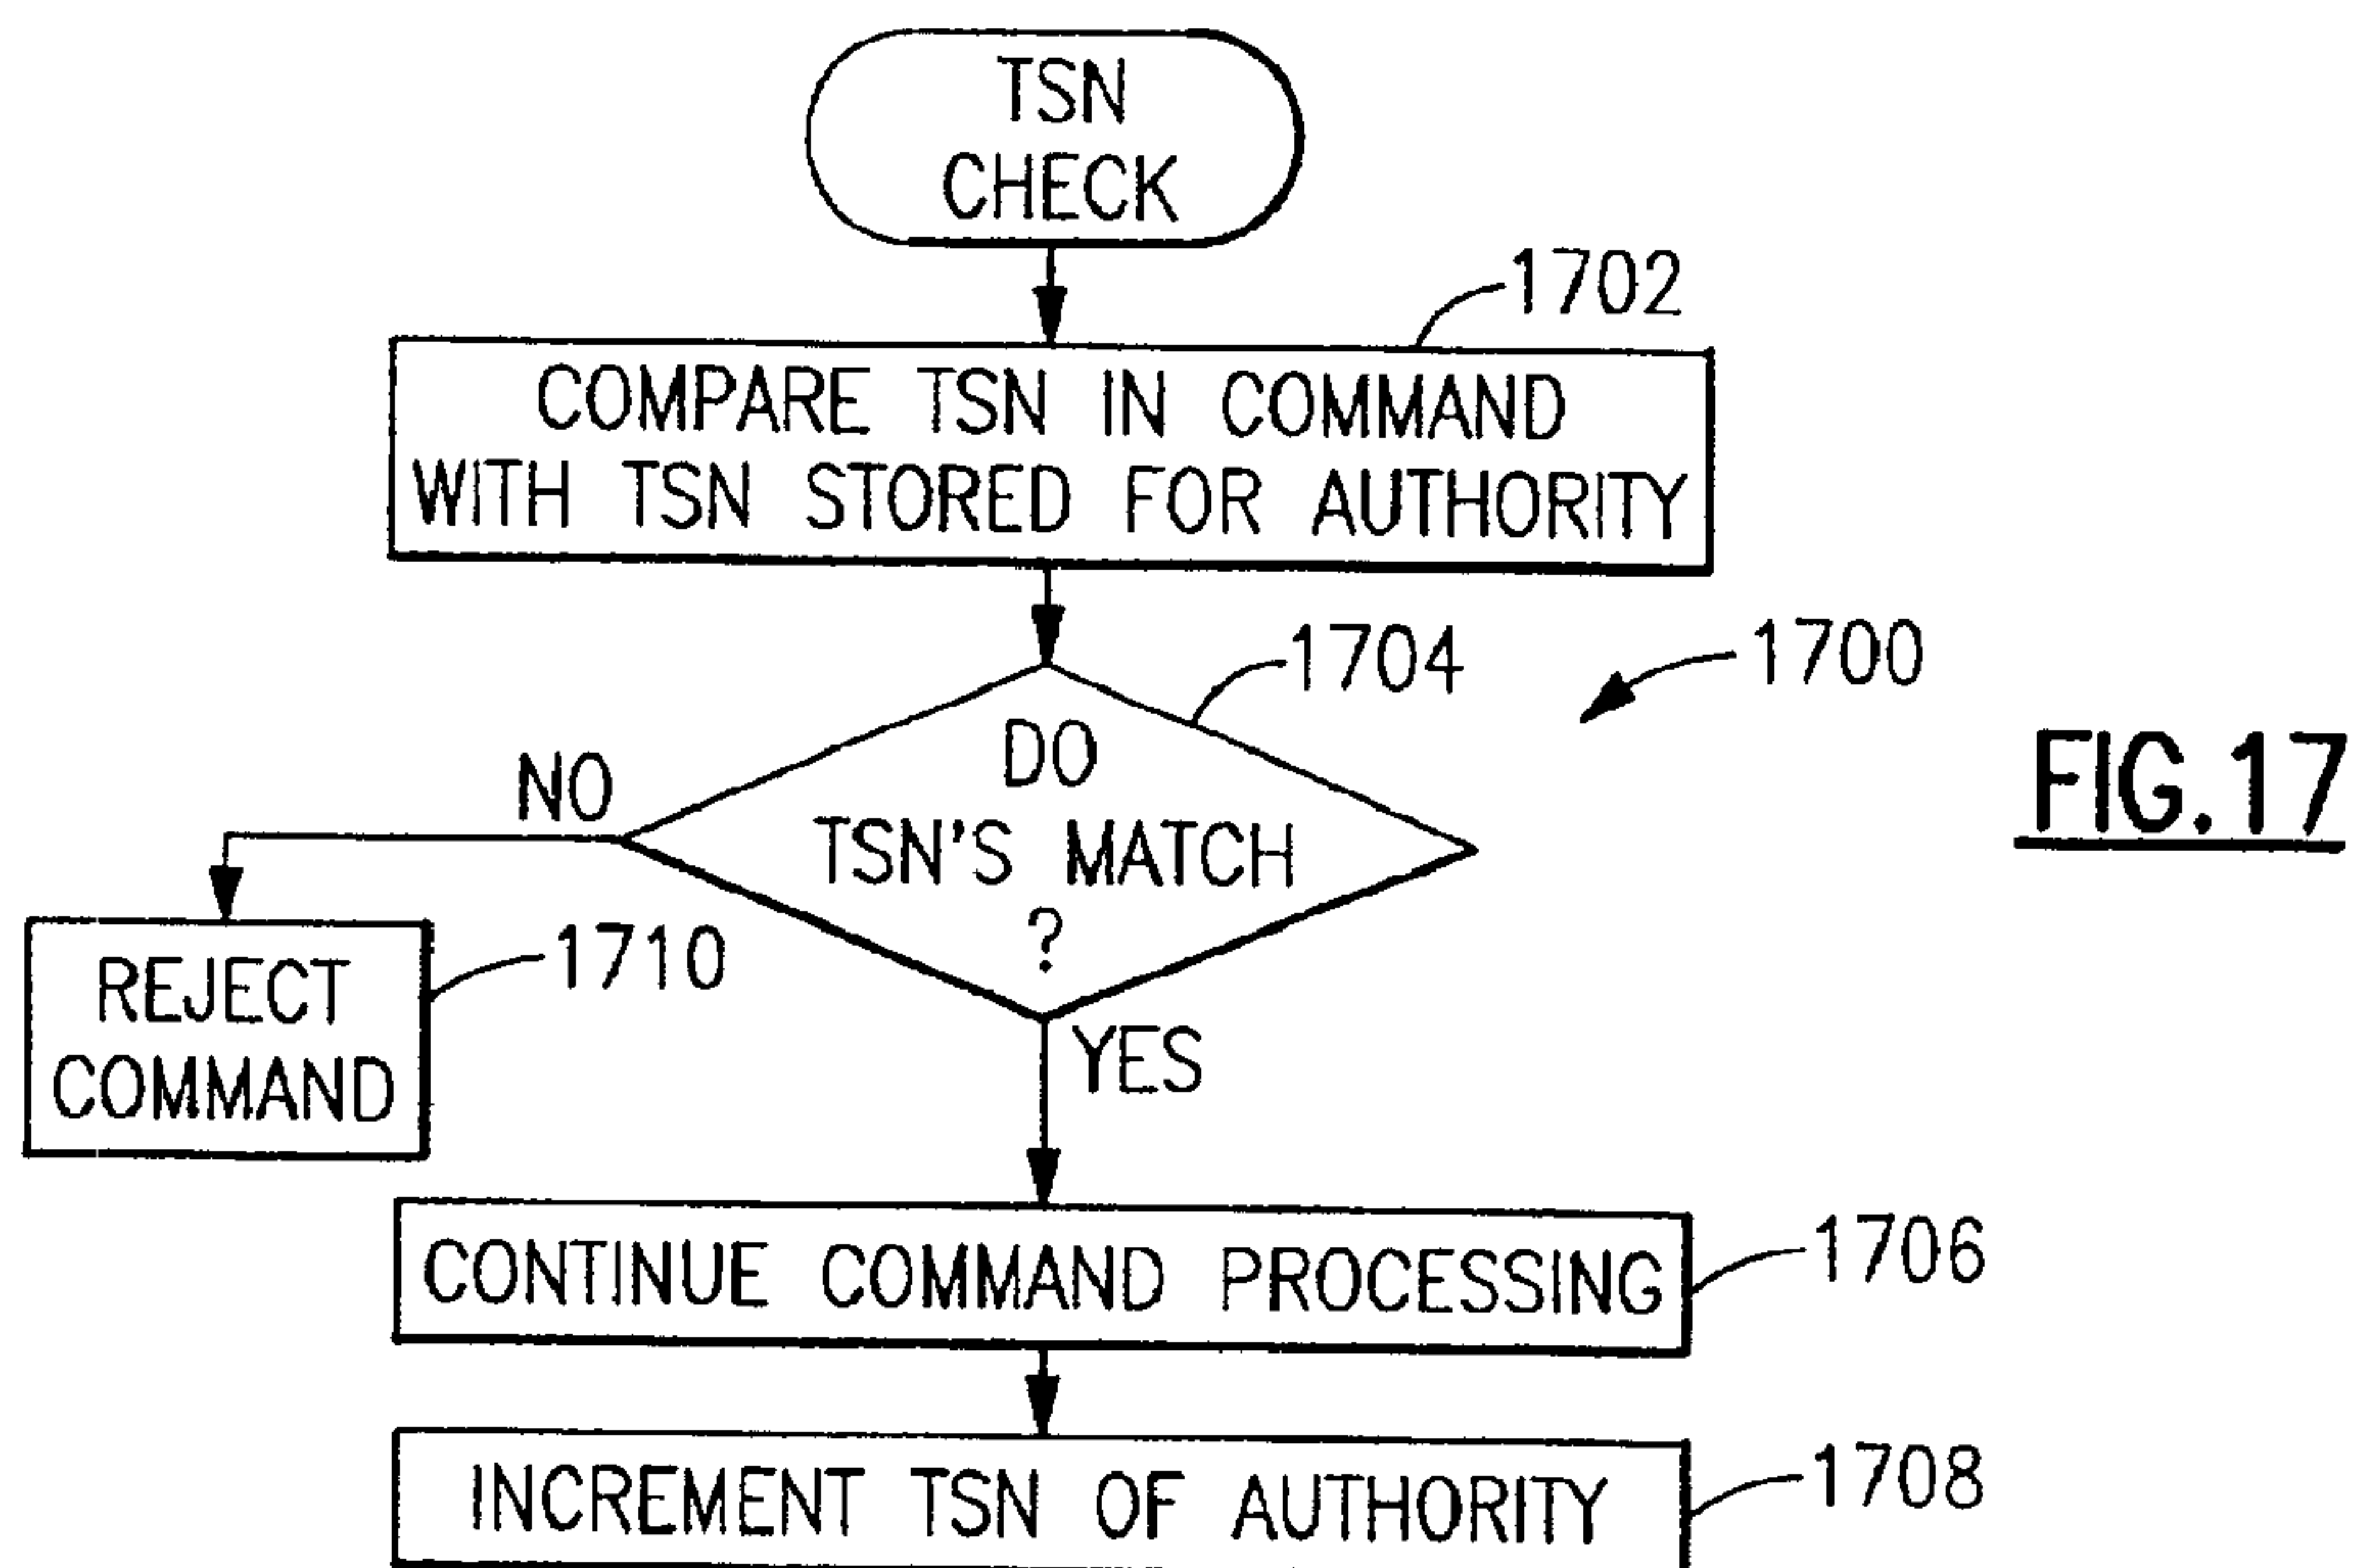 TSN
CHECK
1702
COMPARE TSN IN COMMAND
WITH TSN STORED FOR AUTHORITY
1704
1700
DO
TSN'S MATCH
?
NO
FIG.17
REJECT
COMMAND
1710
YES
CONTINUE COMMAND PROCESSING
1706
INCREMENT TSN OF AUTHORITY
1708